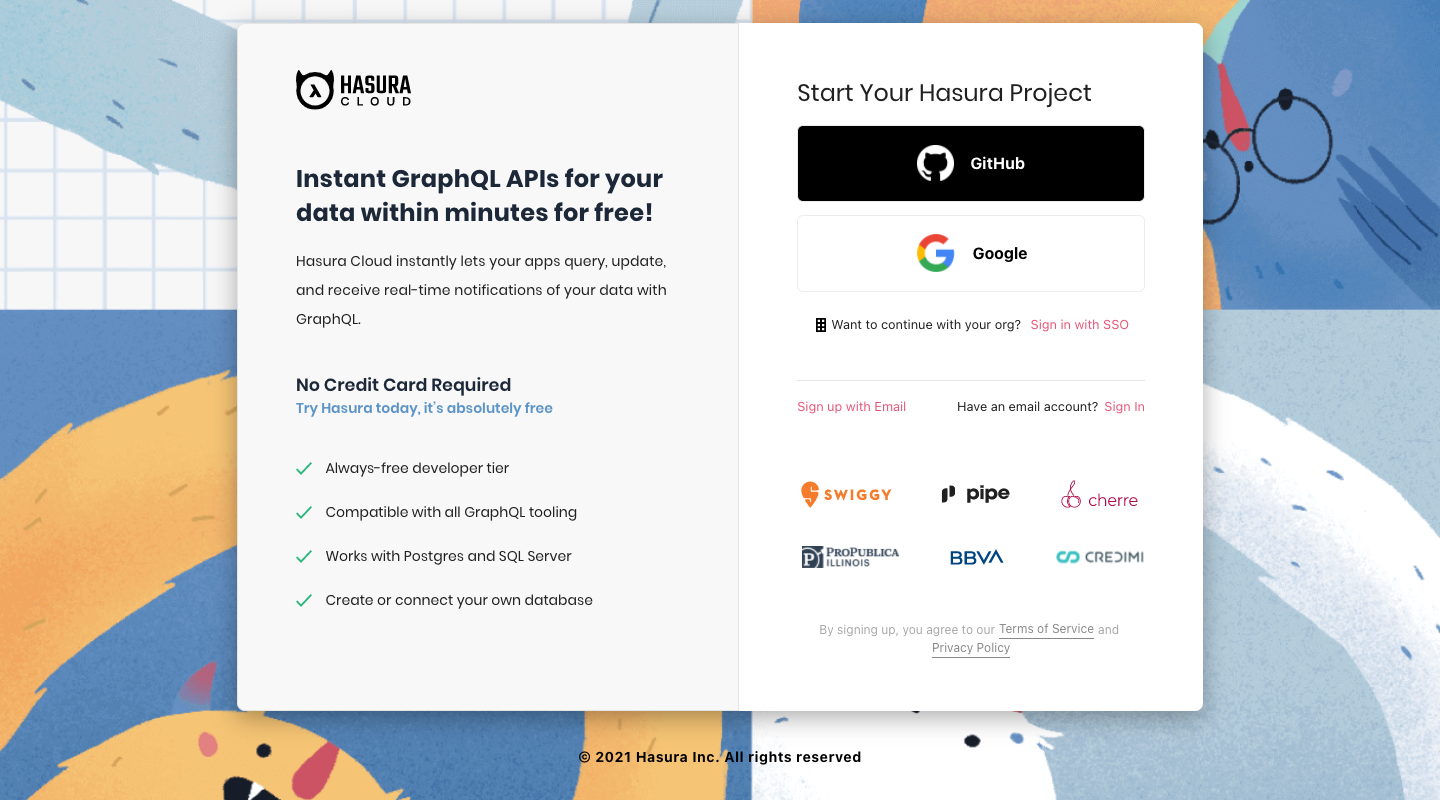 HASURA
CLOUD
Instant GraphQL APIs for your
data within minutes for free!
Hasura Cloud instantly lets your apps query, update,
and receive real-time notifications of your data with
GraphQL.
No Credit Card Required
Try Hasura today, it's absolutely free
Always-free developer tier
Compatible with all GraphQL tooling
Works with Postgres and SQL Server
Create or connect your own database
Start Your Hasura Project
GitHub
Google
Want to continue with your org? Sign in with SSO
Sign up with Email
Have an email account? Sign In
SWIGGY
pipe
cherre
PROPUBLICA
ILLINOIS
BBVA
CREDIMI
By signing up, you agree to our Terms of Service and
Privacy Policy
© 2021 Hasura Inc. All rights reserved